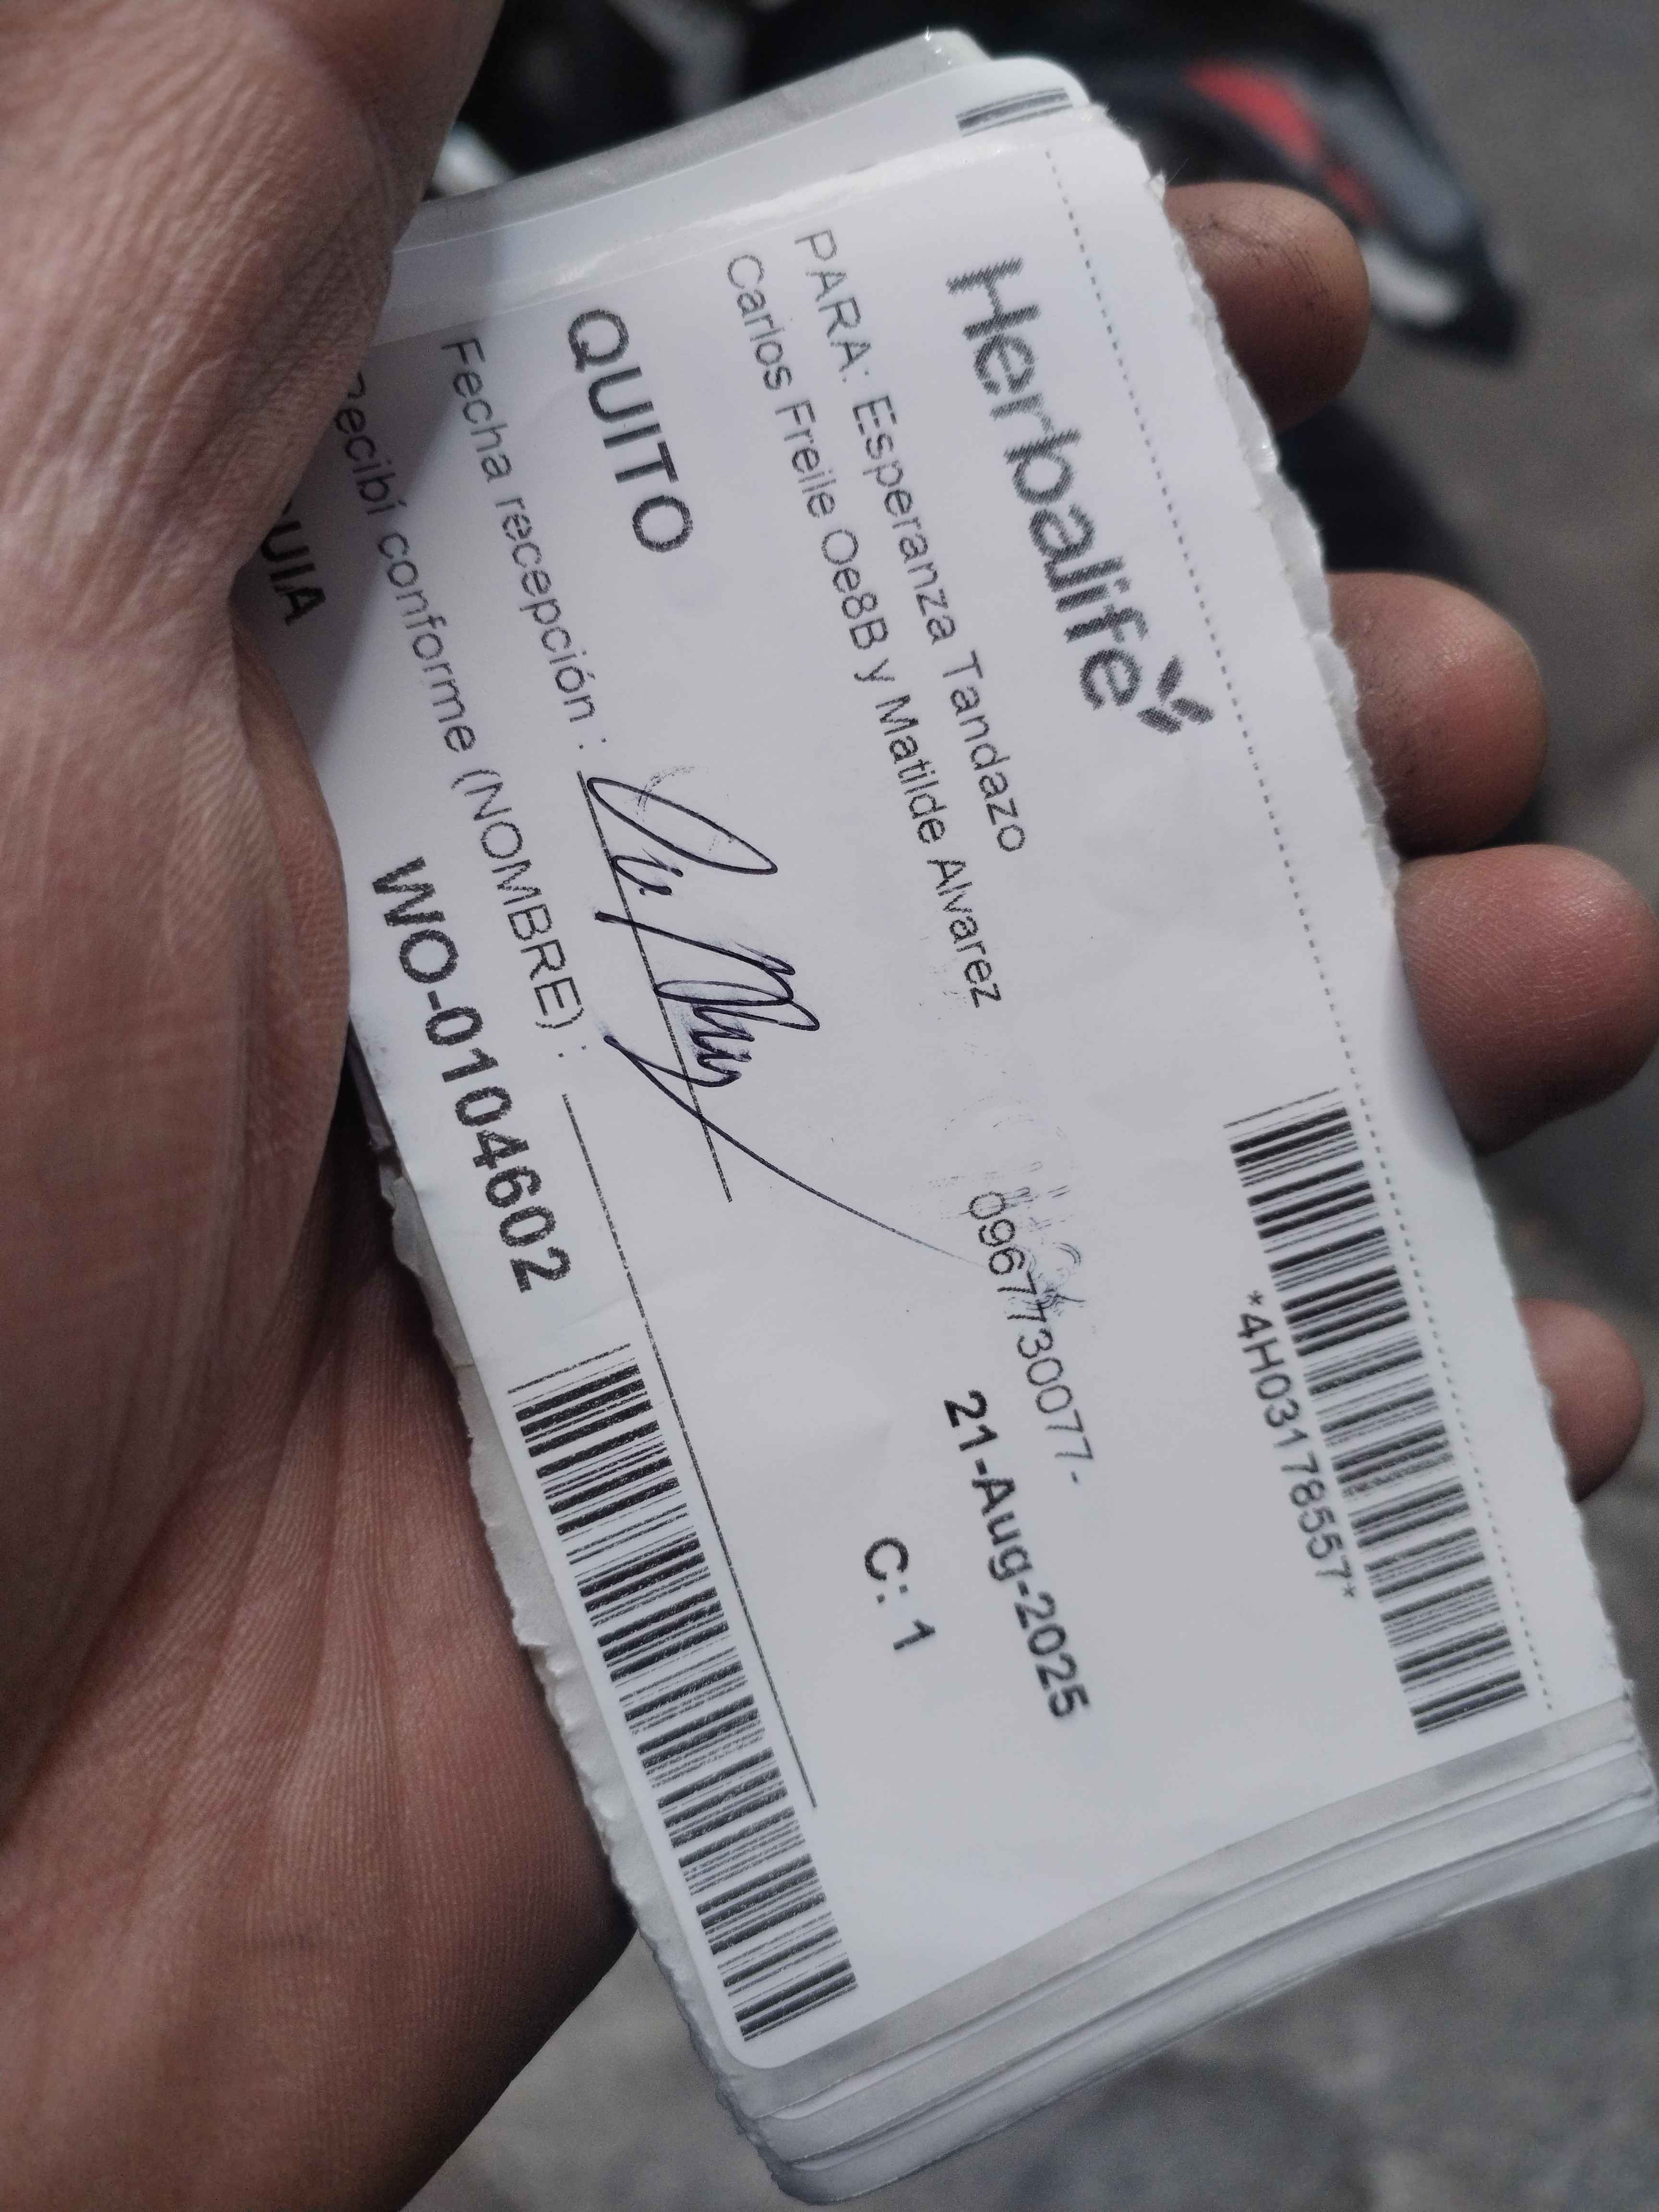 Herbalife
*4H03178557*
PARA: Esperanza Tandazo
Carlos Freile Oe8B y Matilde Alvarez
0967730077-
21-Aug-2025
QUITO
C: 1
Fecha recepción :
Recibí conforme (NOMBRE) :
WO-0104602